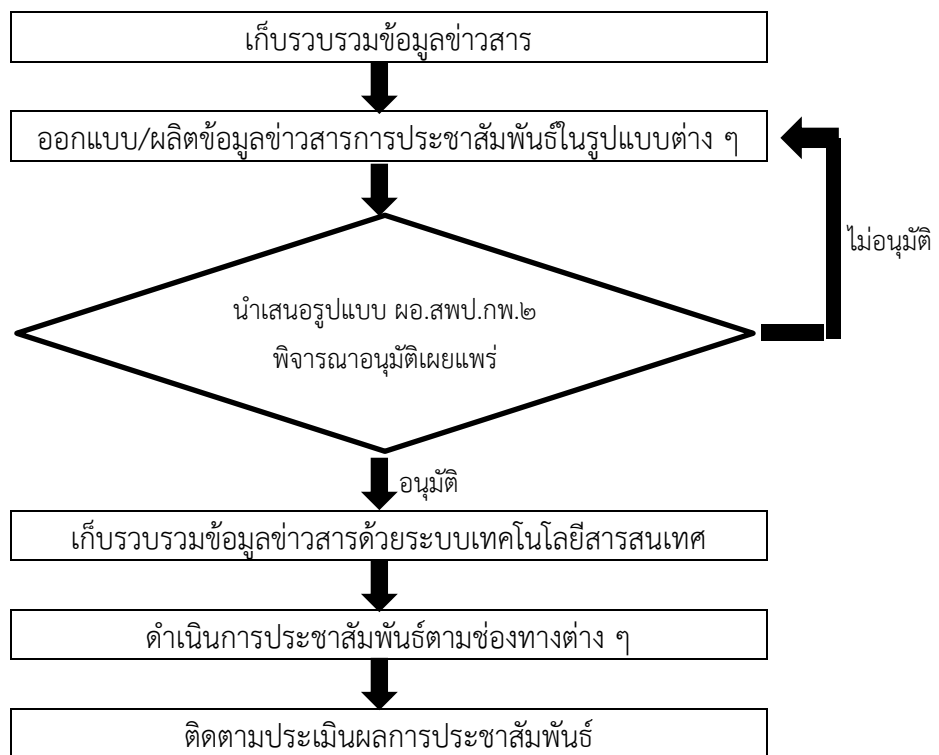 เก็บรวบรวมข้อมูลข่าวสาร
ออกแบบ/ผลิตข้อมูลข่าวสารการประชาสัมพันธ์ในรูปแบบต่าง ๆ
ไม่อนุมัติ
นำเสนอรูปแบบ ผอ.สพป.กพ.๒
พิจารณาอนุมัติเผยแพร่
อนุมัติ
เก็บรวบรวมข้อมูลข่าวสารด้วยระบบเทคโนโลยีสารสนเทศ
ดำเนินการประชาสัมพันธ์ตามช่องทางต่าง ๆ
ติดตามประเมินผลการประชาสัมพันธ์